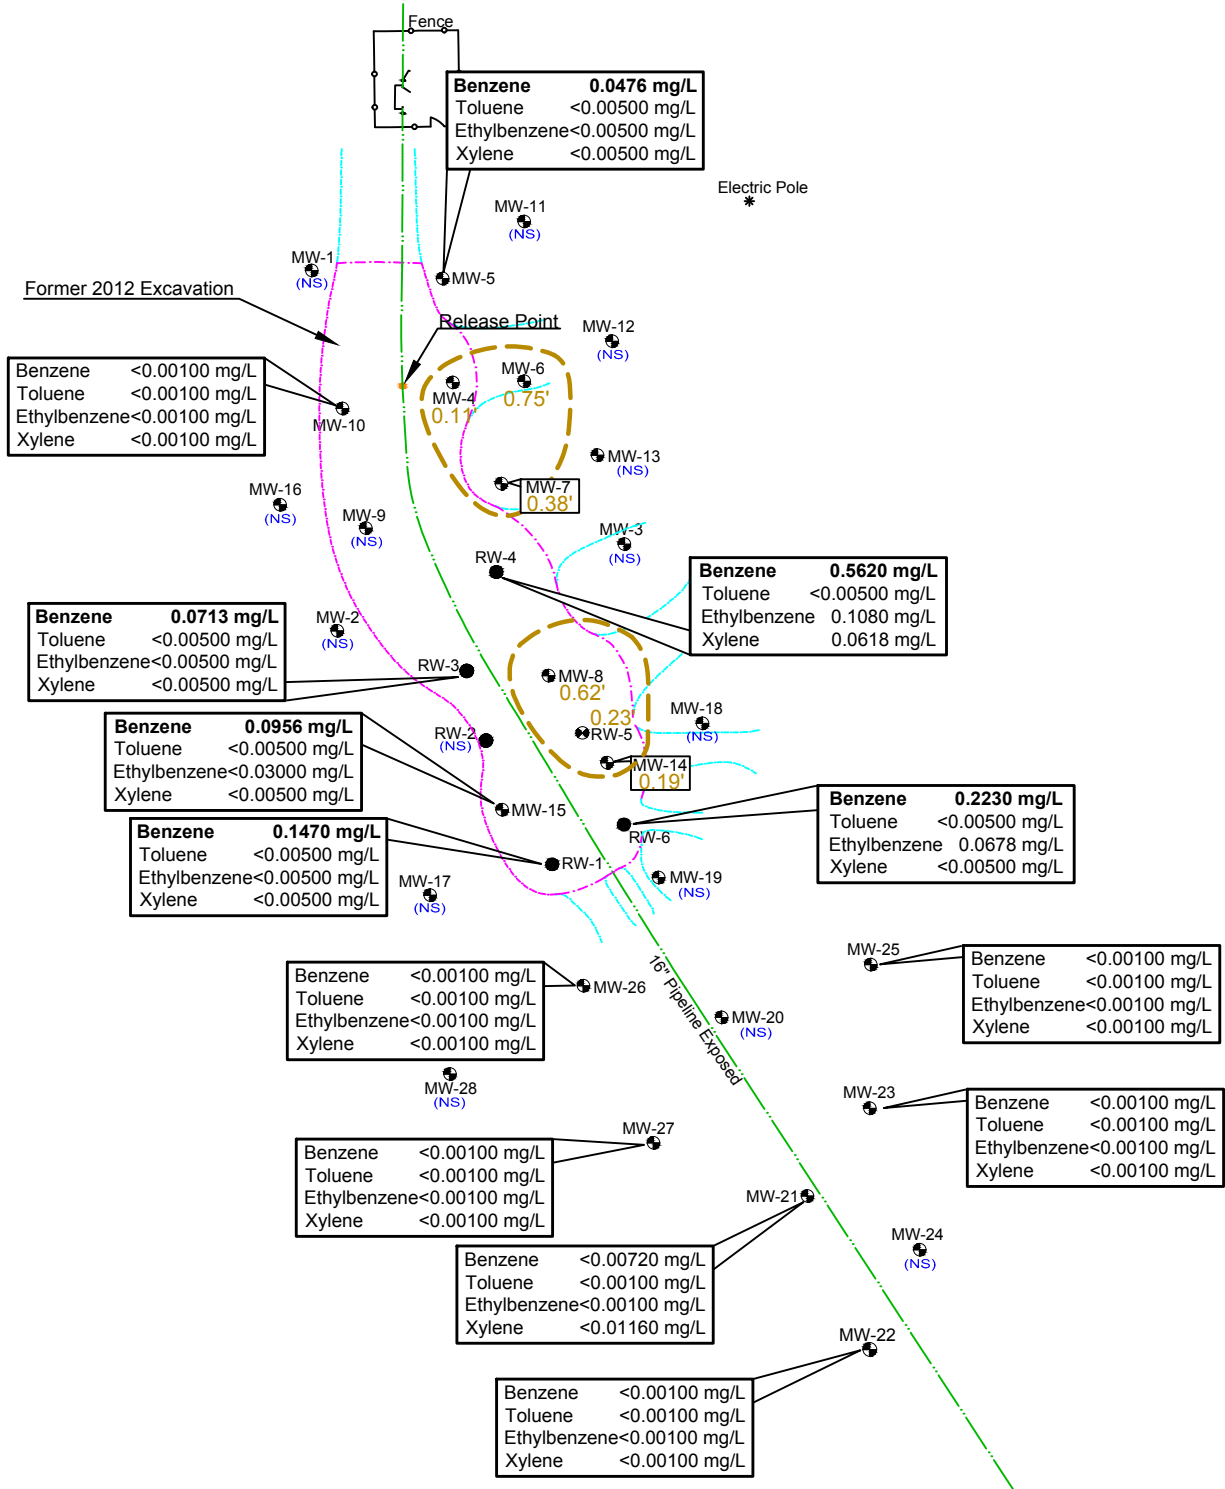 Fence
Benzene 0.0476 mg/L
Toluene <0.00500 mg/L
Ethylbenzene<0.00500 mg/L
Xylene <0.00500 mg/L
Electric Pole
MW-11
(NS)
MW-1
(NS)
MW-5
Former 2012 Excavation
Release Point
MW-12
(NS)
Benzene <0.00100 mg/L
Toluene <0.00100 mg/L
Ethylbenzene<0.00100 mg/L
Xylene <0.00100 mg/L
MW-10
MW-4
0.11'
MW-6
0.75'
MW-13
(NS)
MW-7
0.38'
MW-16
(NS)
MW-9
(NS)
MW-3
(NS)
RW-4
Benzene 0.5620 mg/L
Toluene <0.00500 mg/L
Ethylbenzene 0.1080 mg/L
Xylene 0.0618 mg/L
Benzene 0.0713 mg/L
Toluene <0.00500 mg/L
Ethylbenzene<0.00500 mg/L
Xylene <0.00500 mg/L
MW-2
(NS)
RW-3
MW-8
0.62'
0.23'
RW-5
MW-18
(NS)
Benzene 0.0956 mg/L
Toluene <0.00500 mg/L
Ethylbenzene<0.03000 mg/L
Xylene <0.00500 mg/L
RW-2
(NS)
MW-14
0.19'
MW-15
Benzene 0.2230 mg/L
Toluene <0.00500 mg/L
Ethylbenzene 0.0678 mg/L
Xylene <0.00500 mg/L
RW-6
Benzene 0.1470 mg/L
Toluene <0.00500 mg/L
Ethylbenzene<0.00500 mg/L
Xylene <0.00500 mg/L
RW-1
MW-17
(NS)
MW-19
(NS)
MW-25
Benzene <0.00100 mg/L
Toluene <0.00100 mg/L
Ethylbenzene<0.00100 mg/L
Xylene <0.00100 mg/L
Benzene <0.00100 mg/L
Toluene <0.00100 mg/L
Ethylbenzene<0.00100 mg/L
Xylene <0.00100 mg/L
MW-26
16" Pipeline Exposed
MW-20
(NS)
MW-28
(NS)
MW-23
Benzene <0.00100 mg/L
Toluene <0.00100 mg/L
Ethylbenzene<0.00100 mg/L
Xylene <0.00100 mg/L
MW-27
Benzene <0.00100 mg/L
Toluene <0.00100 mg/L
Ethylbenzene<0.00100 mg/L
Xylene <0.00100 mg/L
MW-21
MW-24
(NS)
Benzene <0.00720 mg/L
Toluene <0.00100 mg/L
Ethylbenzene<0.00100 mg/L
Xylene <0.01160 mg/L
MW-22
Benzene <0.00100 mg/L
Toluene <0.00100 mg/L
Ethylbenzene<0.00100 mg/L
Xylene <0.00100 mg/L